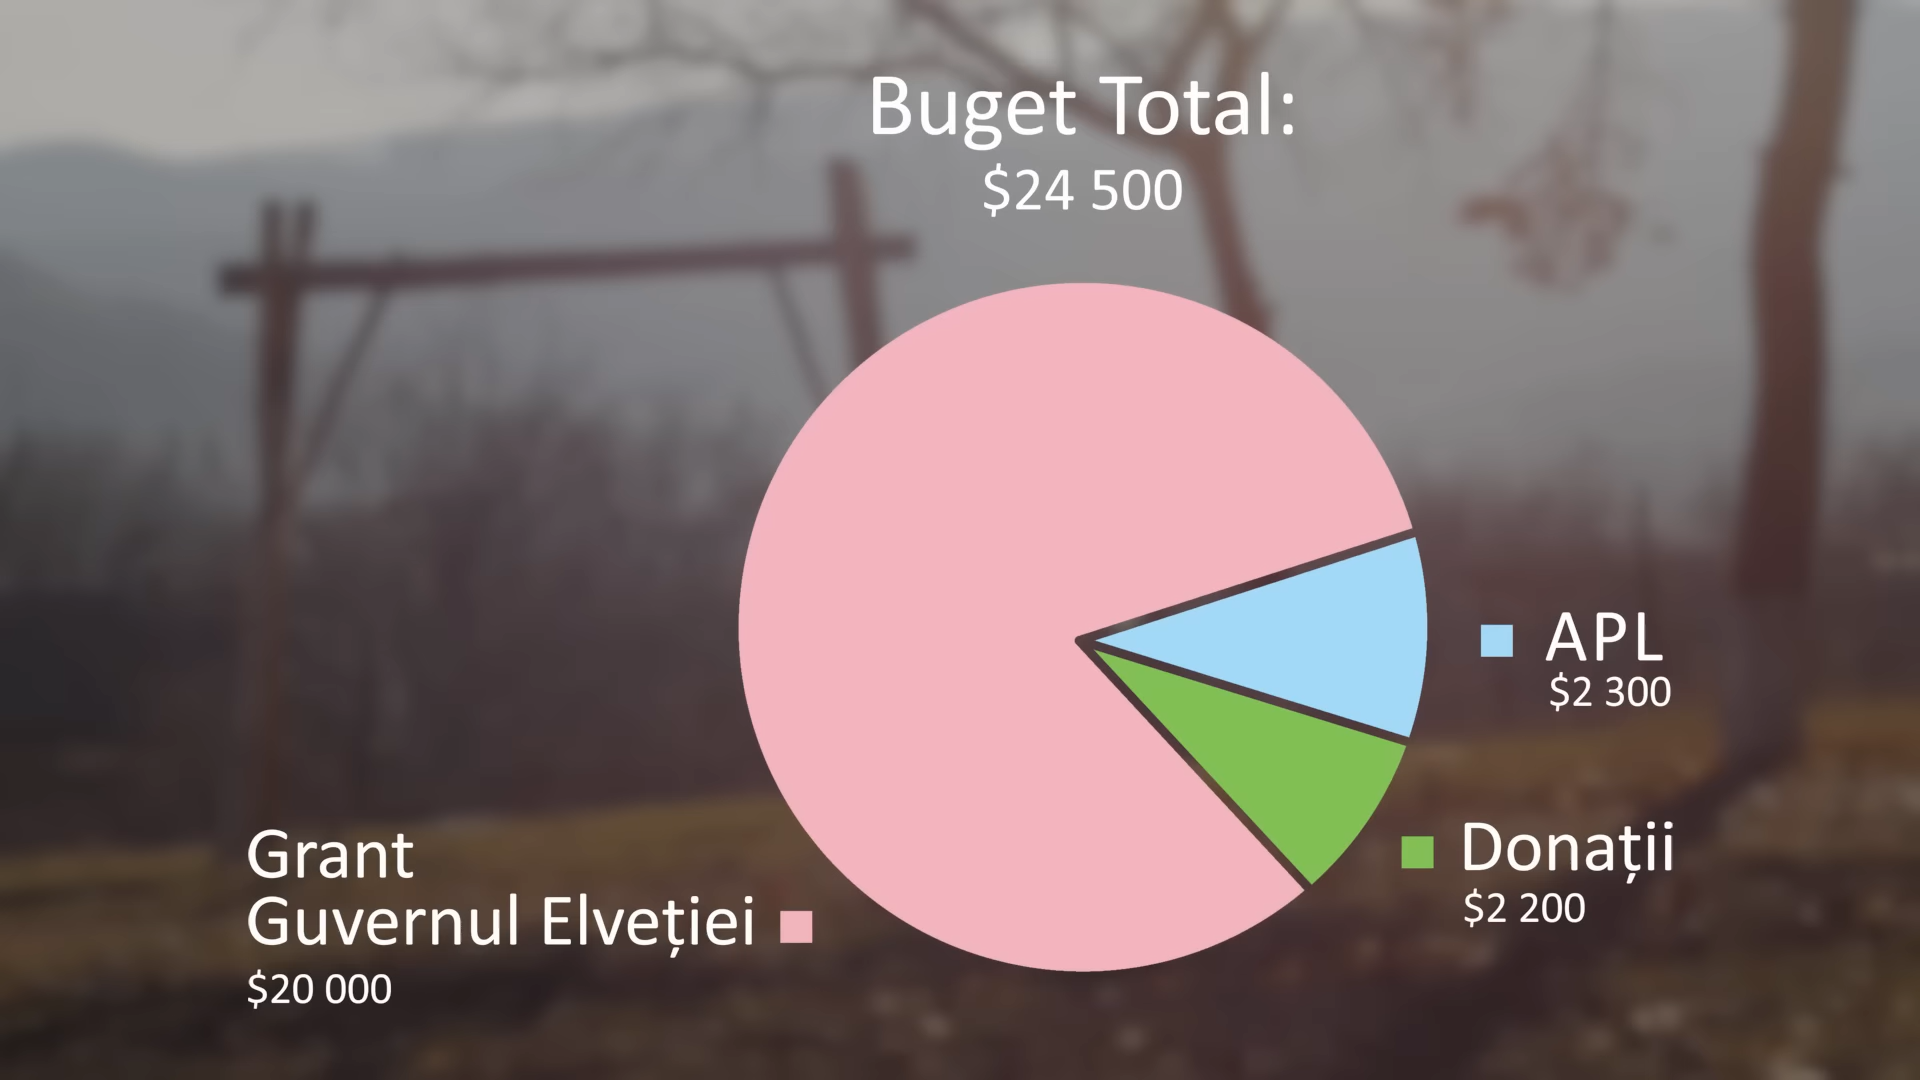 Buget Total:
$24 500
APL
$2 300
Donații
$2 200
Grant
Guvernul Elveției
$20 000